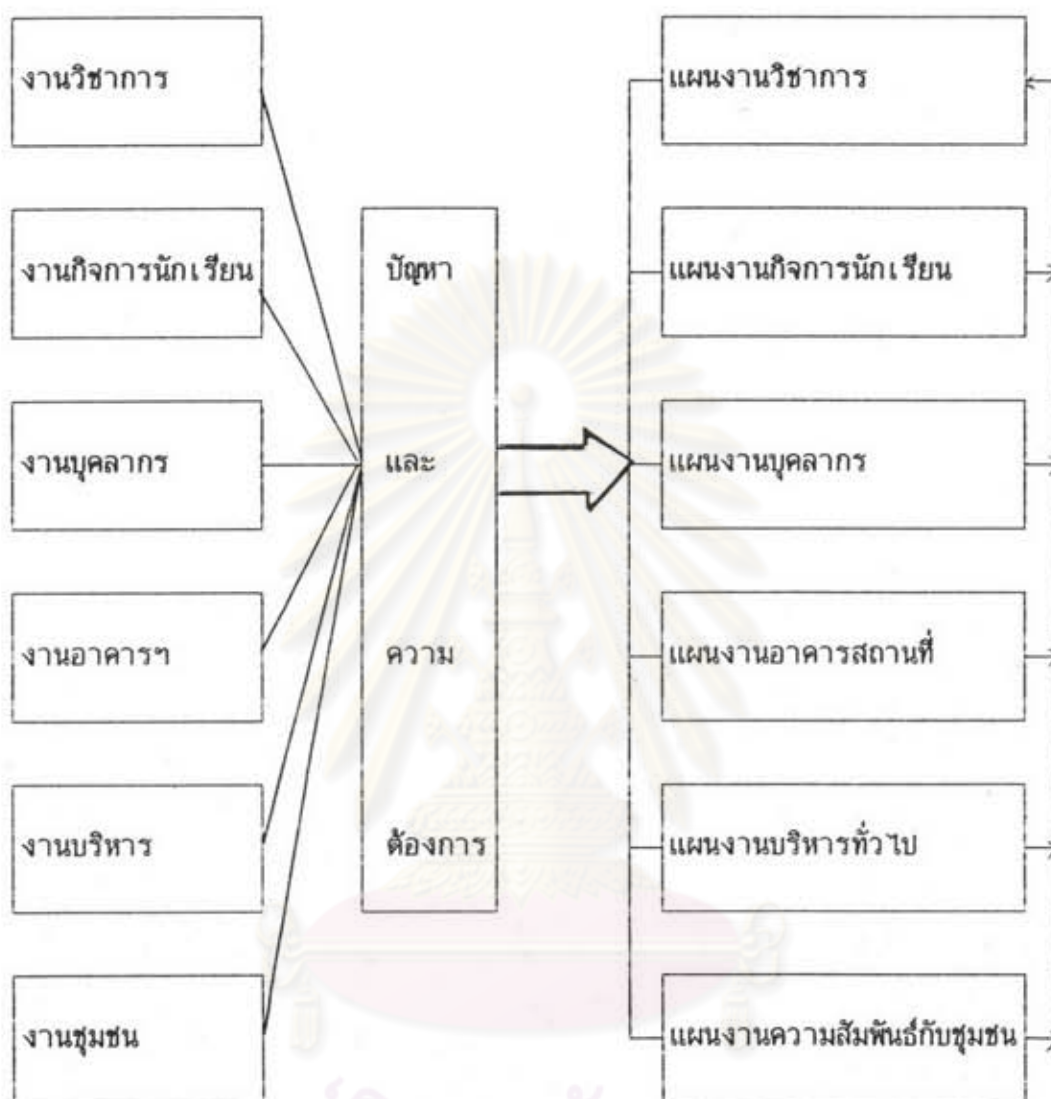 งานวิชาการ
งานกิจการนักเรียน
งานบุคลากร
งานอาคารฯ
งานบริหาร
งานชุมชน
ปัญหา
และ
ความ
ต้องการ
แผนงานวิชาการ
แผนงานกิจการนักเรียน
แผนงานบุคลากร
แผนงานอาคารสถานที่
แผนงานบริหารทั่วไป
แผนงานความสัมพันธ์กับชุมชน